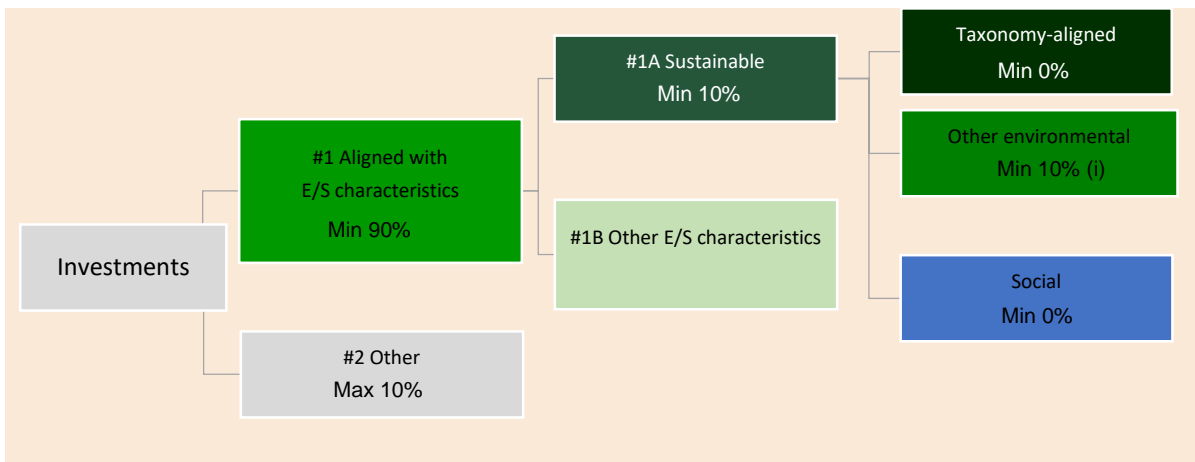 Investments
#1 Aligned with
E/S characteristics
Min 90%
#2 Other
Max 10%
#1A Sustainable
Min 10%
#1B Other E/S characteristics
Taxonomy-aligned
Min 0%
Other environmental
Min 10% (i)
Social
Min 0%